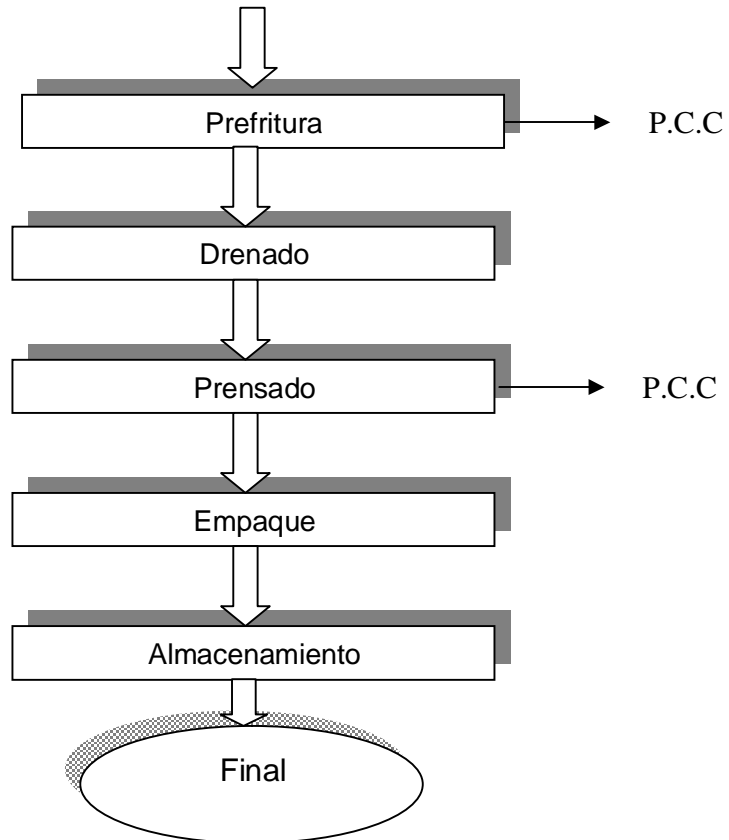 Prefritura
P.C.C
Drenado
Prensado
P.C.C
Empaque
Almacenamiento
Final